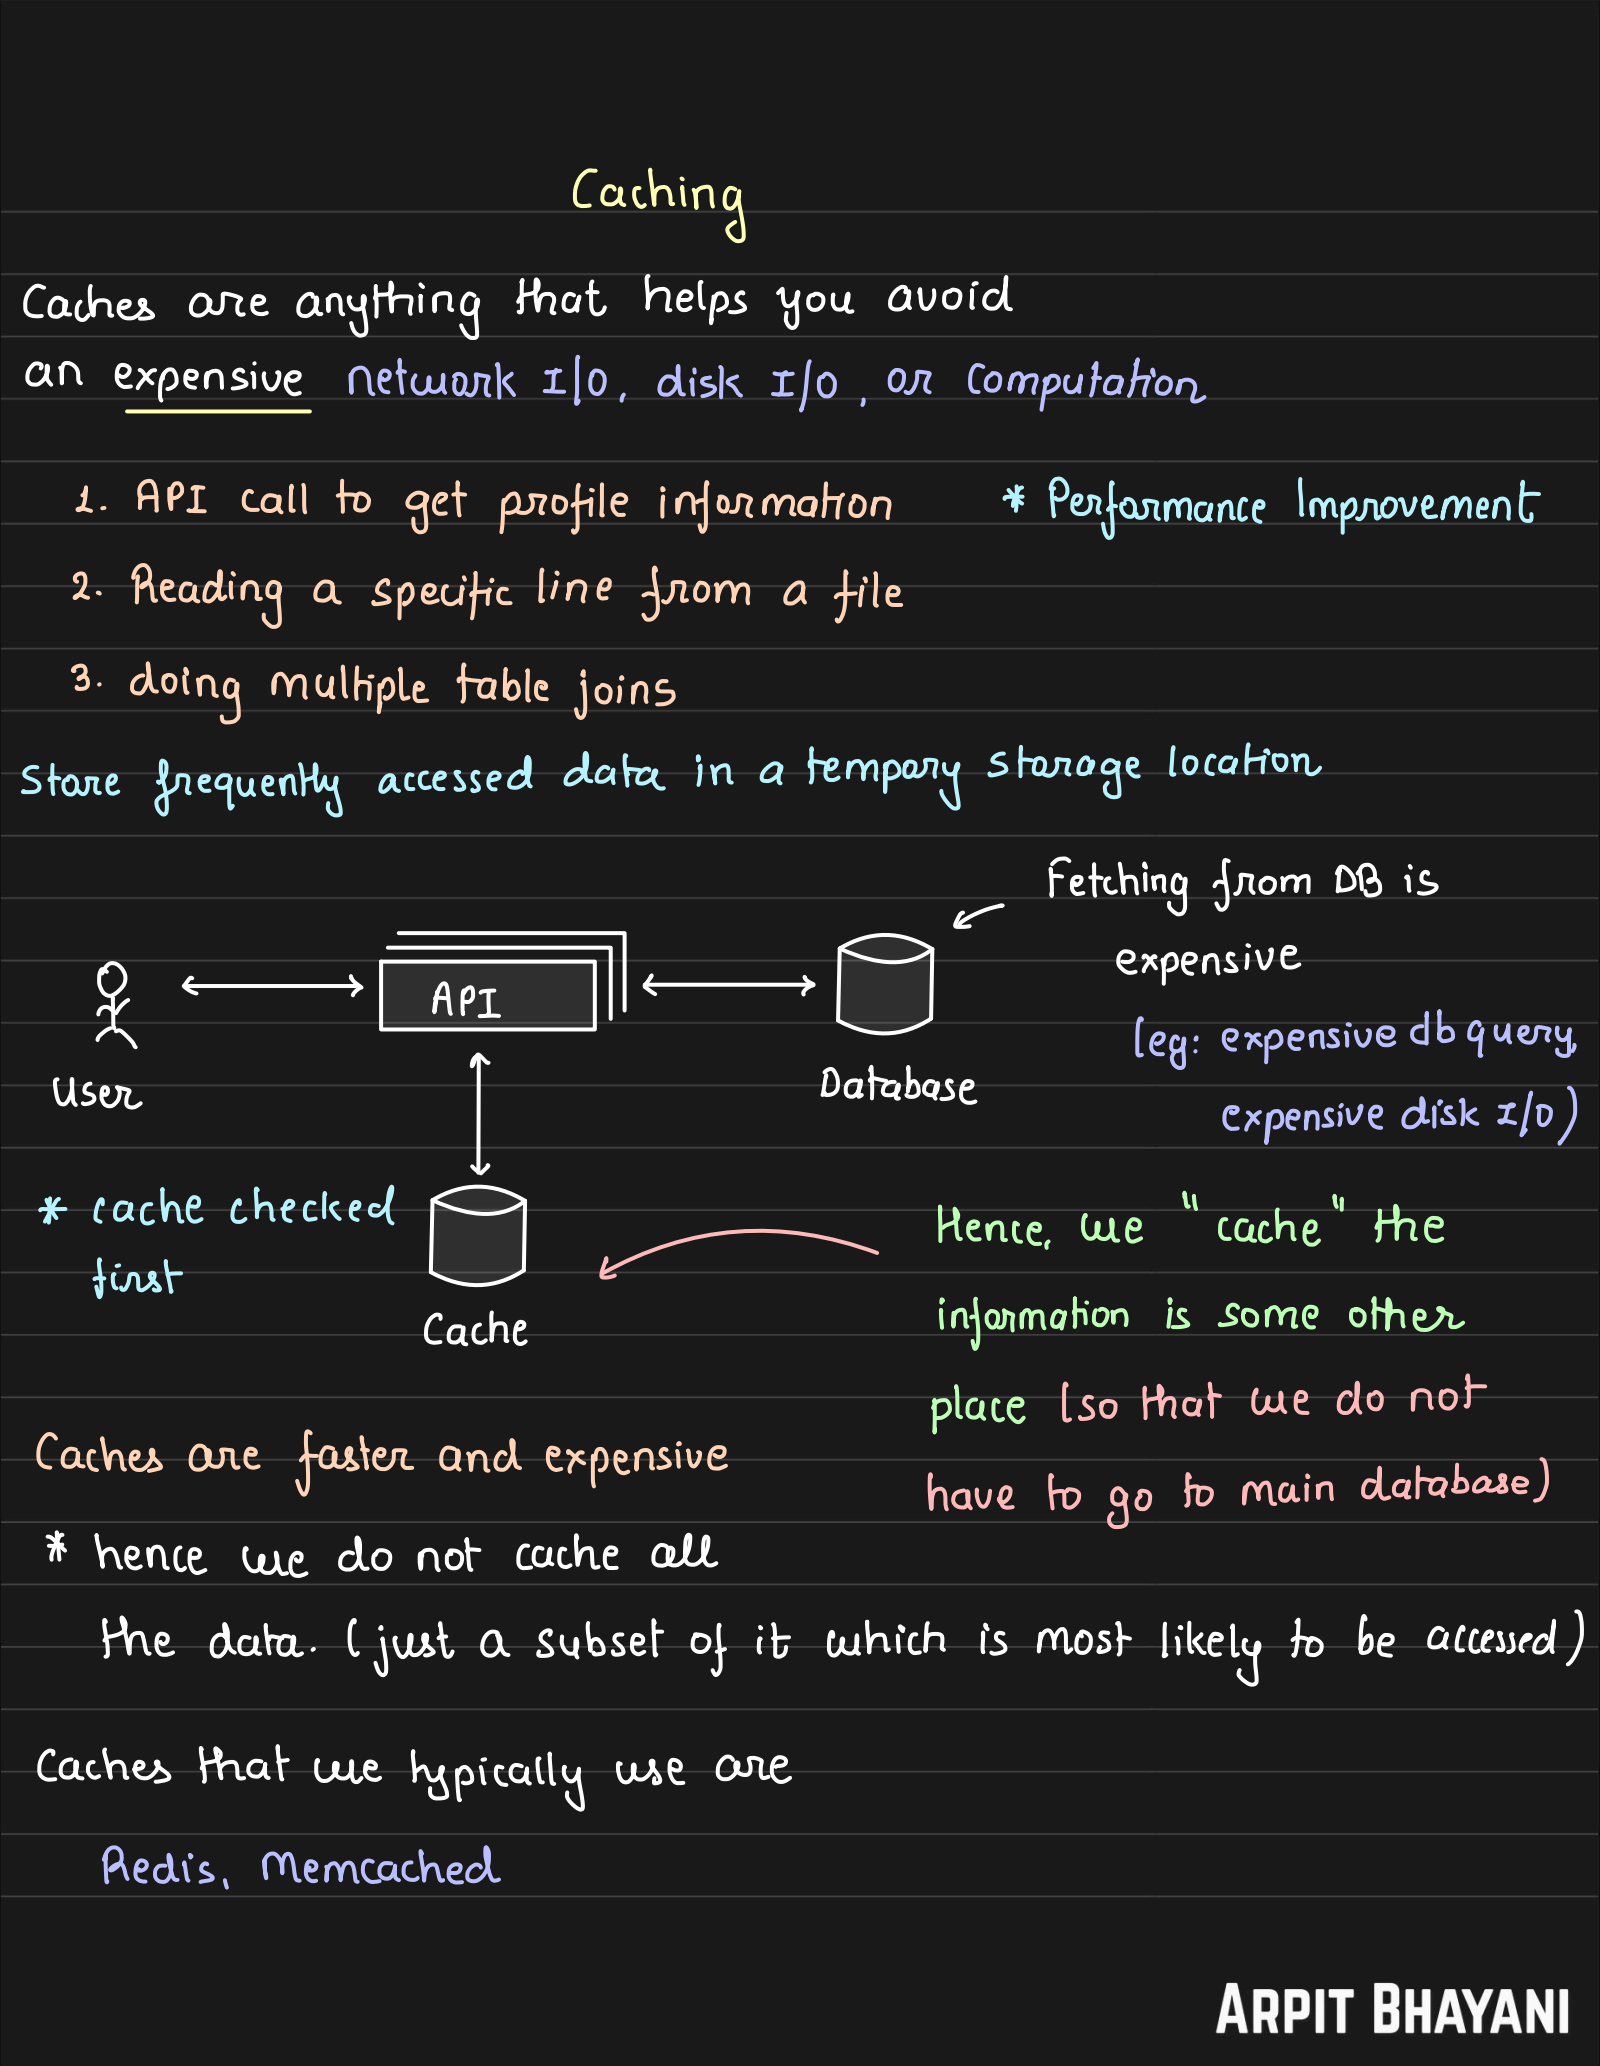 Caching
Caches are anything that helps you avoid
an expensive network I/O, disk I/O, or computation
1. API call to get profile information
* Performance Improvement
2. Reading a specific line from a file
3. doing multiple table joins
Store frequently accessed data in a tempary storage location
Fetching from DB is
expensive
(eg: expensive db query,
expensive disk I/O)
User
API
Database
* cache checked
first
Cache
Hence, we "cache" the
information is some other
place (so that we do not
have to go to main database)
Caches are faster and expensive
* hence we do not cache all
the data. (just a subset of it which is most likely to be accessed)
Caches that we typically use are
Redis, Memcached
ARPIT BHAYANI